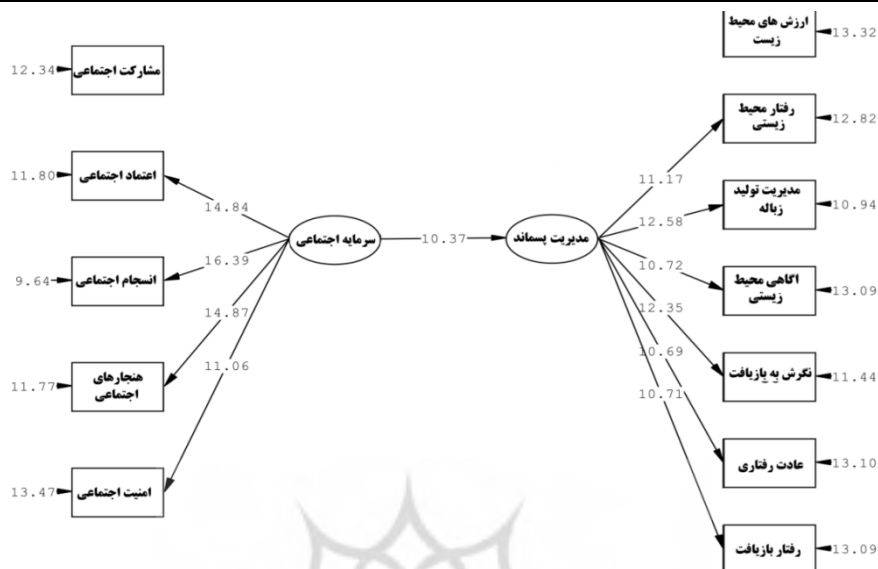 ارزش های محیط
زیست
13.32
12.34
مشارکت اجتماعی
رفتار محیط
زیستی
12.82
11.80
اعتماد اجتماعی
11.17
14.84
مدیریت تولید
زباله
10.94
12.58
سرمایه اجتماعی
10.37
مدیریت پسماند
16.39
10.72
9.64
انسجام اجتماعی
آگاهی محیط
زیستی
13.09
14.87
12.35
11.06
10.69
11.77
هنجارهای
اجتماعی
نگرش به بازیافت
11.44
10.71
عادت رفتاری
13.10
13.47
امنیت اجتماعی
رفتار بازیافت
13.09